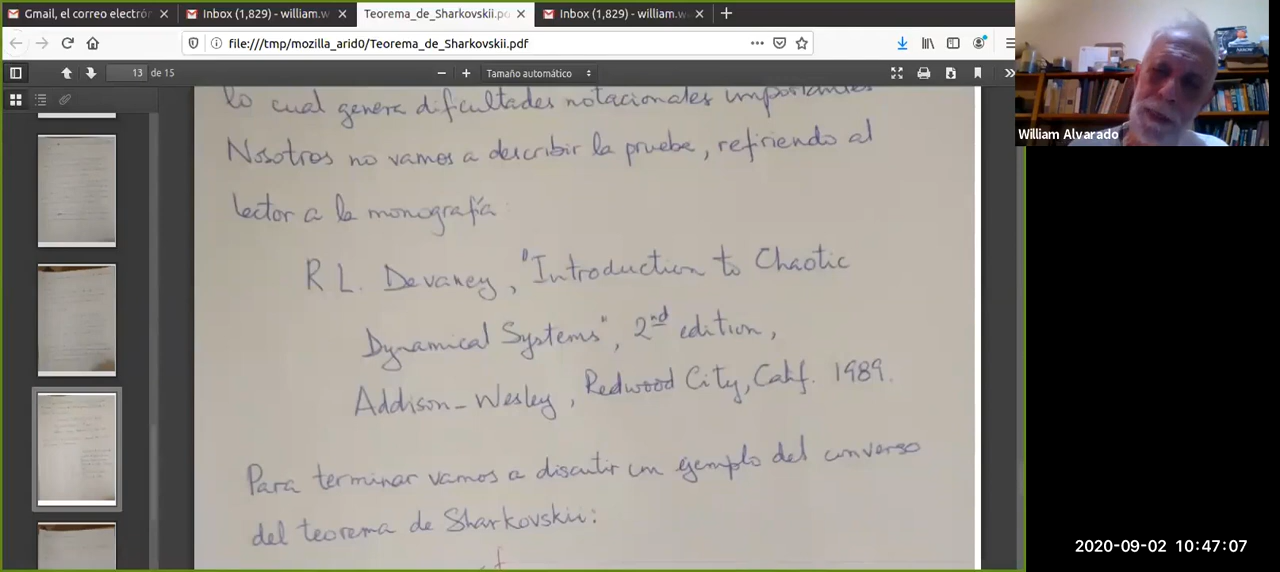 Gmail, el correo electrón
Inbox (1,829) - william.w
Teorema_de_Sharkovskii.pd
Inbox (1,829) - william.w
file:///tmp/mozilla_arid0/Teorema_de_Sharkovskii.pdf
13 de 15
Tamaño automático
William Alvarado
lo cual genera dificultades notacionales importantes
Nosotros no vamos a describir la prueba, refiriendo al
lector a la monografía:
R L. Devaney, "Introduction to Chaotic
Dynamical Systems", 2nd edition,
Addison-Wesley, Redwood City, Calif. 1989.
Para terminar vamos a discutir un ejemplo del converso
del teorema de Sharkovskii:
2020-09-02 10:47:07